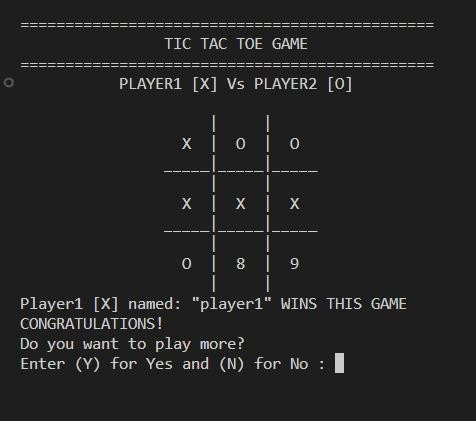 ==============================================
TIC TAC TOE GAME
==============================================
PLAYER1 [X] Vs PLAYER2 [O]
     |     |
  X  |  O  |  O
_____|_____|_____
     |     |
  X  |  X  |  X
_____|_____|_____
     |     |
  O  |  8  |  9
     |     |
Player1 [X] named: "player1" WINS THIS GAME
CONGRATULATIONS!
Do you want to play more?
Enter (Y) for Yes and (N) for No :